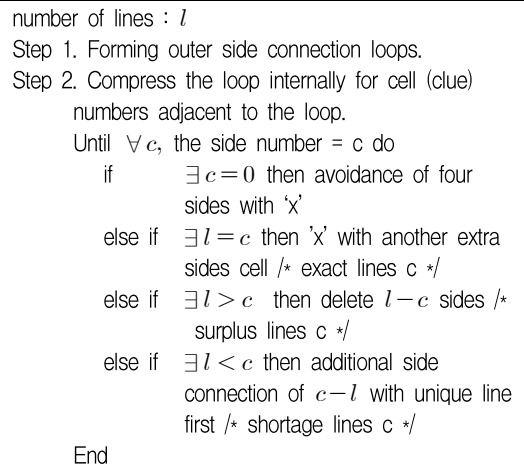 number of lines : l
Step 1. Forming outer side connection loops.
Step 2. Compress the loop internally for cell (clue)
numbers adjacent to the loop.
Until ∀c, the side number = c do
if ∃c=0 then avoidance of four
sides with ‘x’
else if ∃l=c then ’x’ with another extra
sides cell /* exact lines c */
else if ∃l>c then delete l−c sides /*
surplus lines c */
else if ∃l<c then additional side
connection of c−l with unique line
first /* shortage lines c */
End